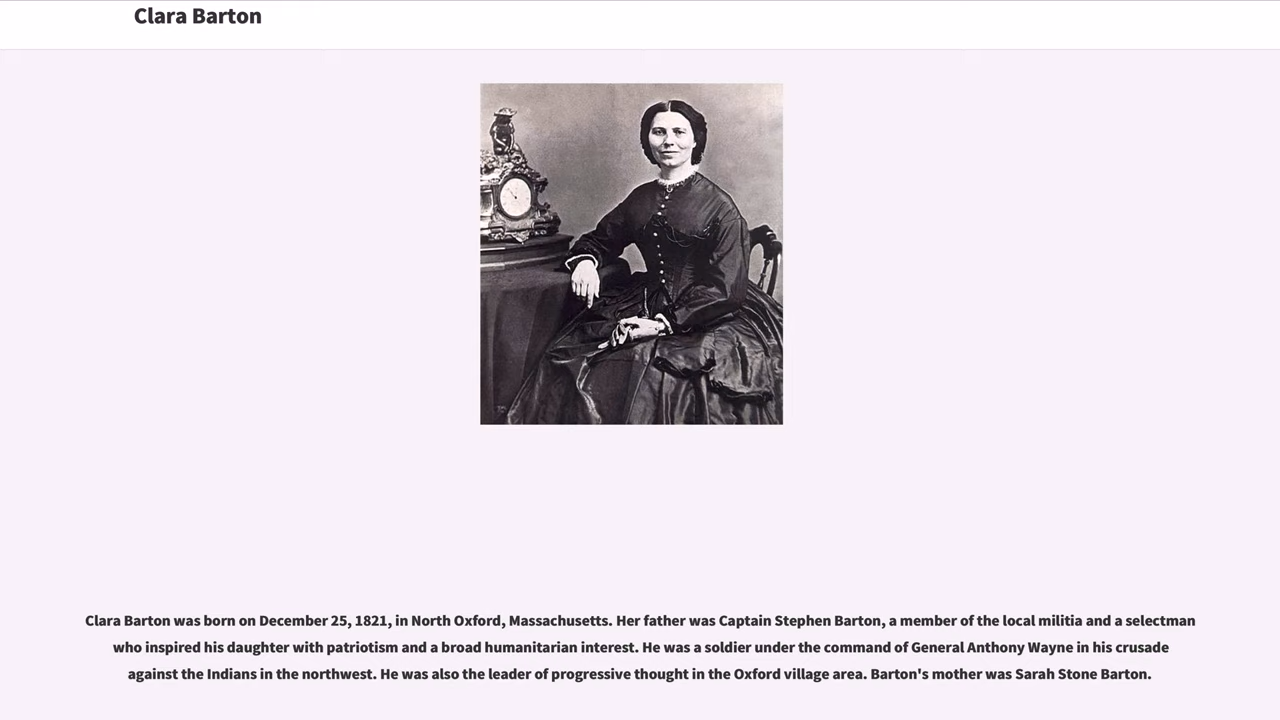 Clara Barton
Clara Barton was born on December 25, 1821, in North Oxford, Massachusetts. Her father was Captain Stephen Barton, a member of the local militia and a selectman
who inspired his daughter with patriotism and a broad humanitarian interest. He was a soldier under the command of General Anthony Wayne in his crusade
against the Indians in the northwest. He was also the leader of progressive thought in the Oxford village area. Barton's mother was Sarah Stone Barton.